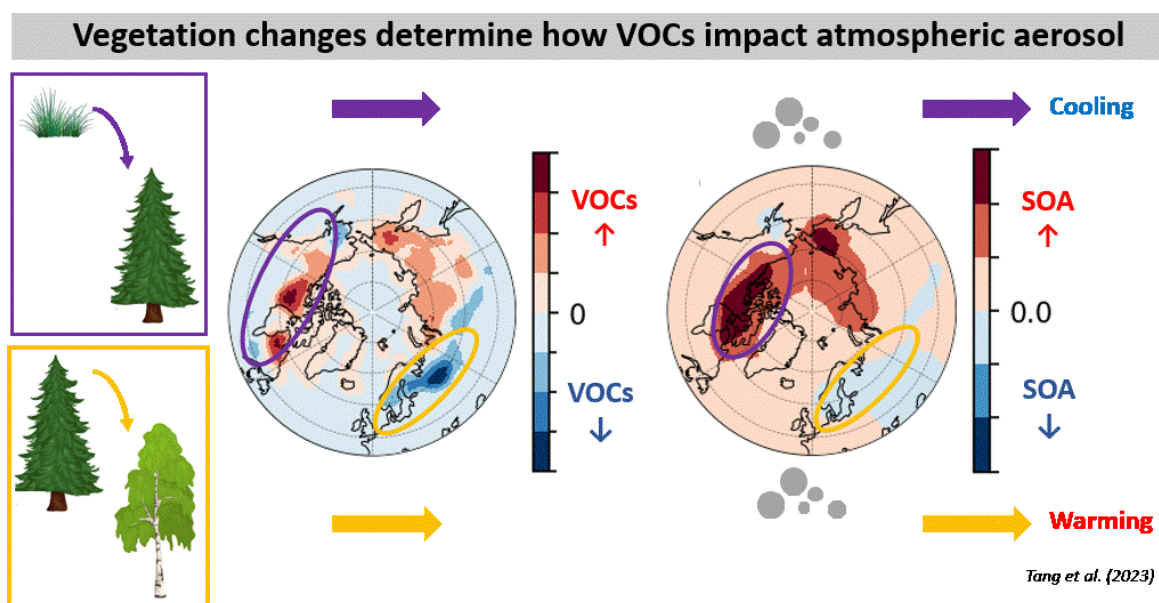 Vegetation changes determine how VOCs impact atmospheric aerosol
Cooling
VOCs
↑
0
VOCs
↓
SOA
↑
0.0
SOA
↓
Warming
Tang et al. (2023)